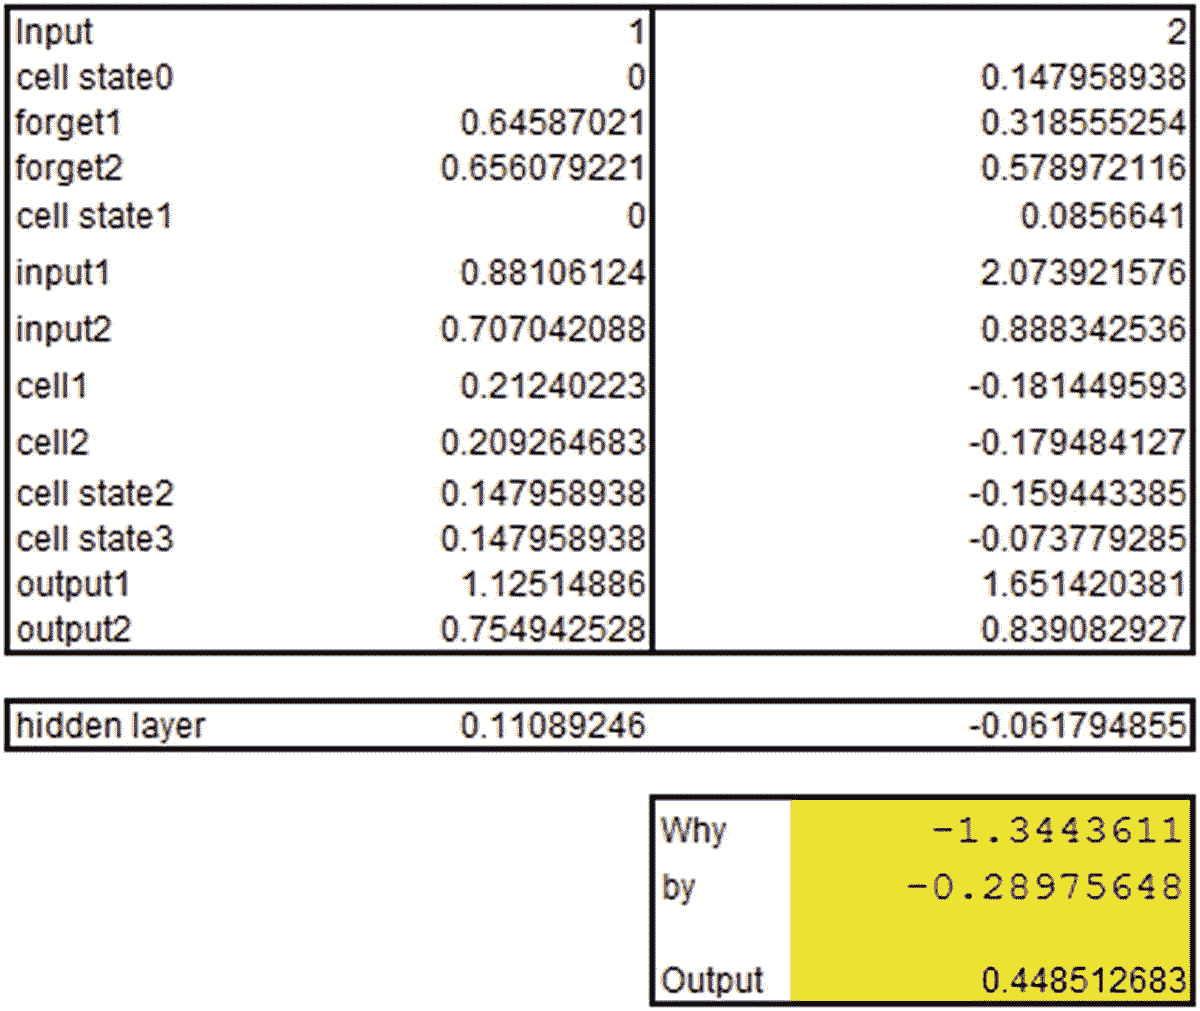 Input 1 2
cell state0 0 0.147958938
forget1 0.64587021 0.318555254
forget2 0.656079221 0.578972116
cell state1 0 0.0856641
input1 0.88106124 2.073921576
input2 0.707042088 0.888342536
cell1 0.21240223 -0.181449593
cell2 0.209264683 -0.179484127
cell state2 0.147958938 -0.159443385
cell state3 0.147958938 -0.073779285
output1 1.12514886 1.651420381
output2 0.754942528 0.839082927
hidden layer 0.11089246 -0.061794855
Why -1.3443611
by -0.28975648
Output 0.448512683